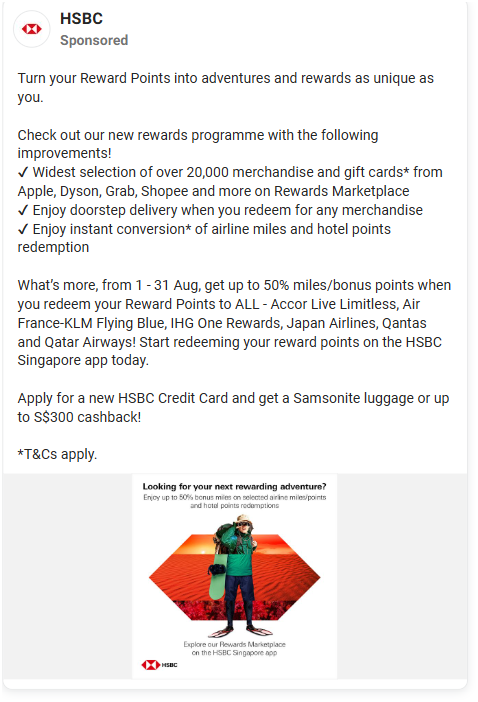 HSBC
Sponsored
Turn your Reward Points into adventures and rewards as unique as
you.
Check out our new rewards programme with the following
improvements!
✓ Widest selection of over 20,000 merchandise and gift cards* from
Apple, Dyson, Grab, Shopee and more on Rewards Marketplace
✓ Enjoy doorstep delivery when you redeem for any merchandise
✓ Enjoy instant conversion* of airline miles and hotel points
redemption
What's more, from 1 - 31 Aug, get up to 50% miles/bonus points when
you redeem your Reward Points to ALL - Accor Live Limitless, Air
France-KLM Flying Blue, IHG One Rewards, Japan Airlines, Qantas
and Qatar Airways! Start redeeming your reward points on the HSBC
Singapore app today.
Apply for a new HSBC Credit Card and get a Samsonite luggage or up
to S$300 cashback!
*T&Cs apply.
Looking for your next rewarding adventure?
Enjoy up to 50% bonus miles on selected airline miles/points
and hotel points redemptions
Explore our Rewards Marketplace
on the HSBC Singapore app
HSBC